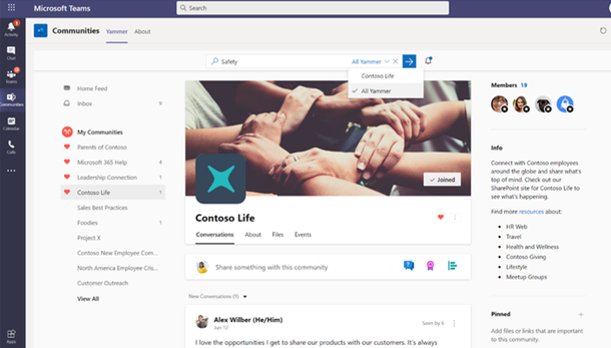 Microsoft Teams
Search
Activity
Chat
Teams
Communities
Calendar
Calls
Apps
Communities
Yammer
About
Safety
All Yammer
Contoso Life
All Yammer
Home Feed
Inbox 9
My Communities
Parents of Contoso
Microsoft 365 Help 4
Leadership Connection 1
Contoso Life 1
Sales Best Practices
Foodies 1
Project X
Contoso New Employee Com...
North America Employee Cris...
Customer Outreach
View All
Joined
Contoso Life
Conversations About Files Events
Share something with this community
New Conversations (5)
Alex Wilber (He/Him)
Jan 12
Seen by 6
I love the opportunities I get to share our products with our customers. It's always
Members 19
Info
Connect with Contoso employees
around the globe and share what's
top of mind. Check out our
SharePoint site for Contoso Life to
see what's happening.
Find more resources about:
• HR Web
• Travel
• Health and Wellness
• Contoso Giving
• Lifestyle
• Meetup Groups
Pinned
Add files or links that are important
to this community.